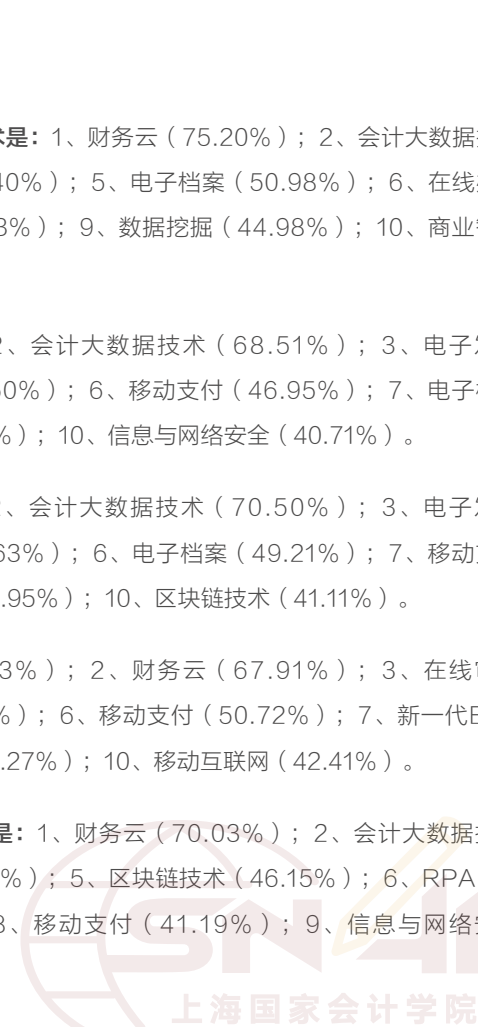 术是：1、财务云（75.20%）；2、会计大数据
40%）；5、电子档案（50.98%）；6、在线
3%）；9、数据挖掘（44.98%）；10、商业
2、会计大数据技术（68.51%）；3、电子
50%）；6、移动支付（46.95%）；7、电子
%）；10、信息与网络安全（40.71%）。
、会计大数据技术（70.50%）；3、电子
63%）；6、电子档案（49.21%）；7、移动
.95%）；10、区块链技术（41.11%）。
3%）；2、财务云（67.91%）；3、在线
%）；6、移动支付（50.72%）；7、新一代
.27%）；10、移动互联网（42.41%）。
是：1、财务云（70.03%）；2、会计大数据
%）；5、区块链技术（46.15%）；6、RPA
、移动支付（41.19%）；9、信息与网络
SN
上海国家会计学院